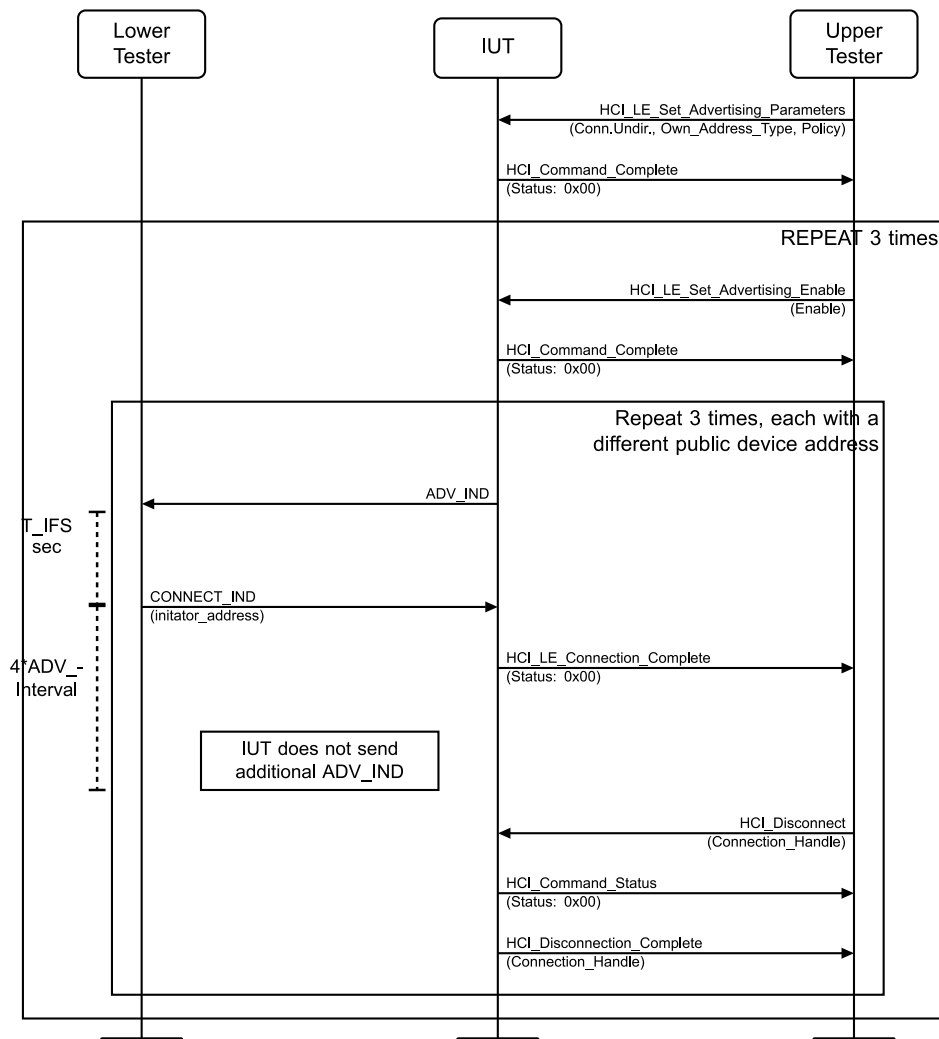 Lower
Tester
IUT
Upper
Tester
HCI_LE_Set_Advertising_Parameters
(Conn.Undir., Own_Address_Type, Policy)
HCI_Command_Complete
(Status: 0x00)
REPEAT 3 times
HCI_LE_Set_Advertising_Enable
(Enable)
HCI_Command_Complete
(Status: 0x00)
Repeat 3 times, each with a
different public device address
ADV_IND
T_IFS
sec
CONNECT_IND
(initator_address)
HCI_LE_Connection_Complete
(Status: 0x00)
4*ADV_-
Interval
IUT does not send
additional ADV_IND
HCI_Disconnect
(Connection_Handle)
HCI_Command_Status
(Status: 0x00)
HCI_Disconnection_Complete
(Connection_Handle)